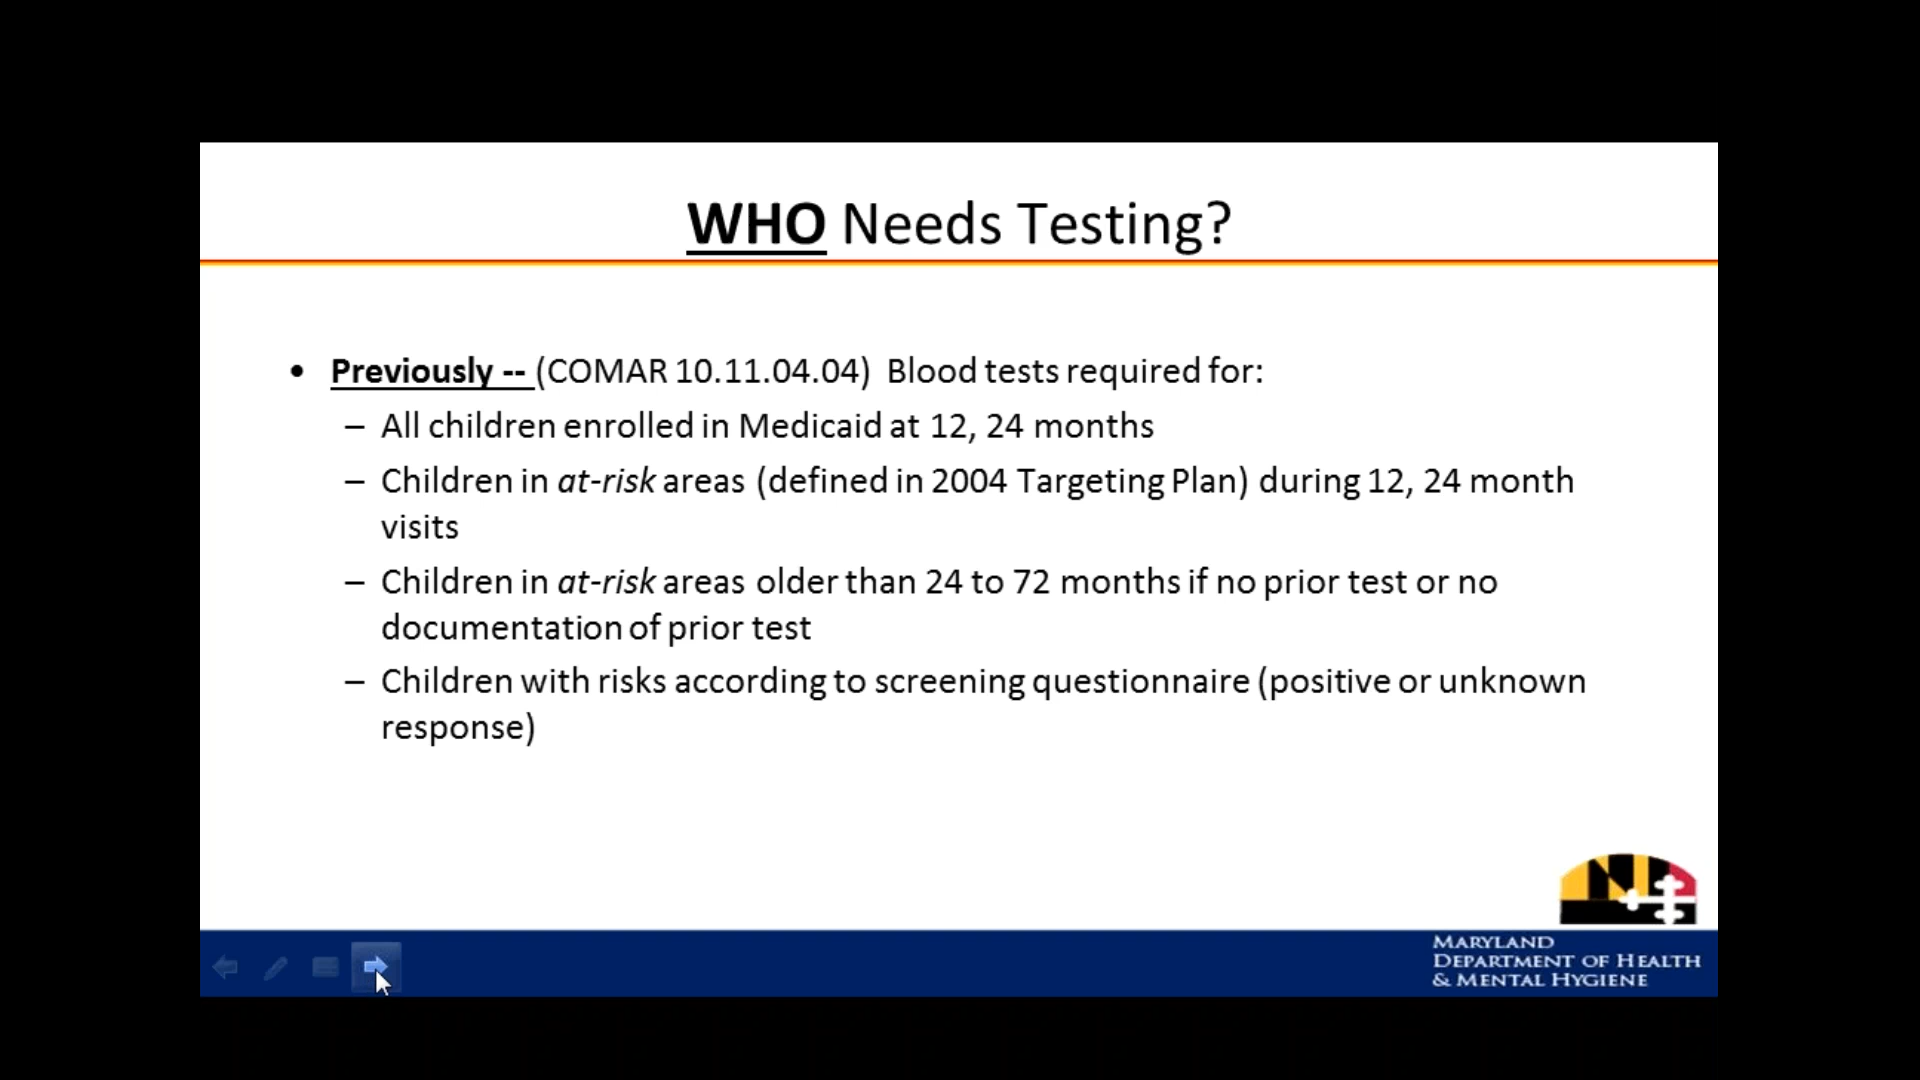 WHO Needs Testing?
• Previously -- (COMAR 10.11.04.04) Blood tests required for:
– All children enrolled in Medicaid at 12, 24 months
– Children in at-risk areas (defined in 2004 Targeting Plan) during 12, 24 month
visits
– Children in at-risk areas older than 24 to 72 months if no prior test or no
documentation of prior test
– Children with risks according to screening questionnaire (positive or unknown
response)
MARYLAND
DEPARTMENT OF HEALTH
& MENTAL HYGIENE